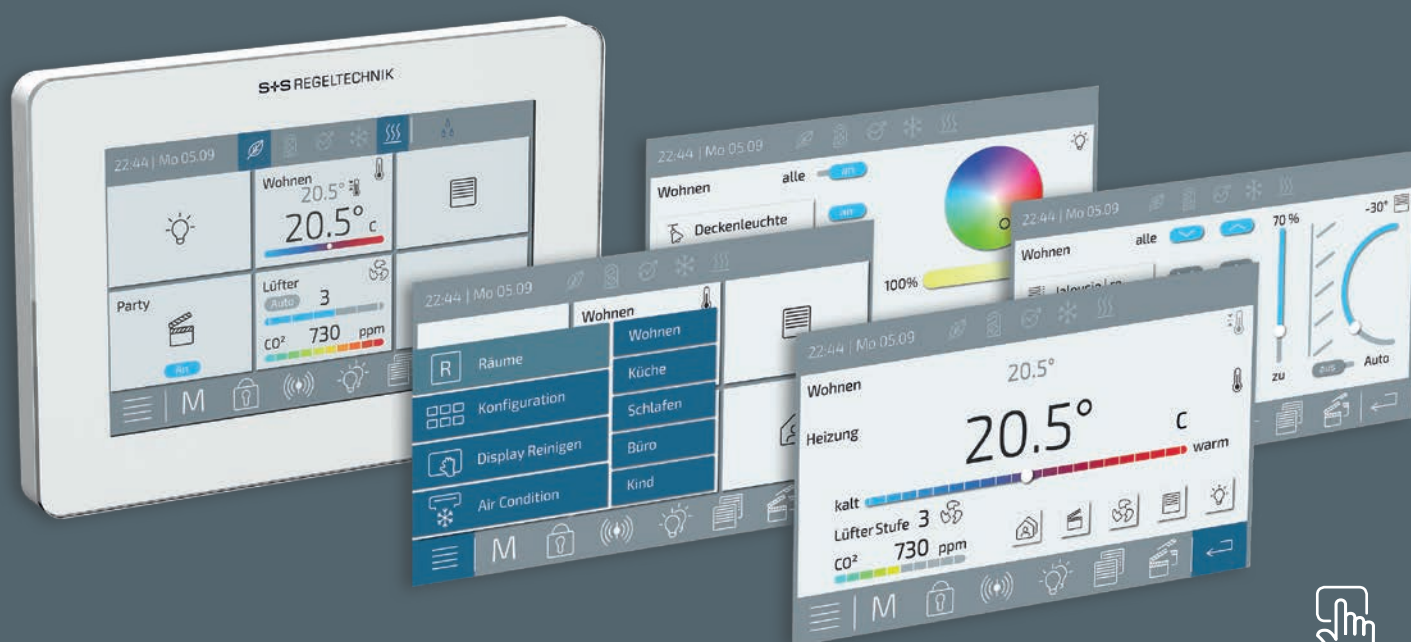 S+S REGELTECHNIK
22:44 | Mo 05.09
Wohnen
20.5°
20.5° C
Party
An
Lüfter
Auto 3
730 ppm
CO²
M
22:44 | Mo 05.09
Wohnen
alle
an
Deckenleuchte
an
100%
22:44 | Mo 05.09
Wohnen
alle
70 %
-30°
zu
aus
Auto
22:44 | Mo 05.09
Wohnen
R Räume
Konfiguration
Display Reinigen
Air Condition
Wohnen
Küche
Schlafen
Büro
Kind
M
22:44 | Mo 05.09
Wohnen
20.5°
Heizung
20.5° C
kalt
warm
Lüfter Stufe 3
CO² 730 ppm
M